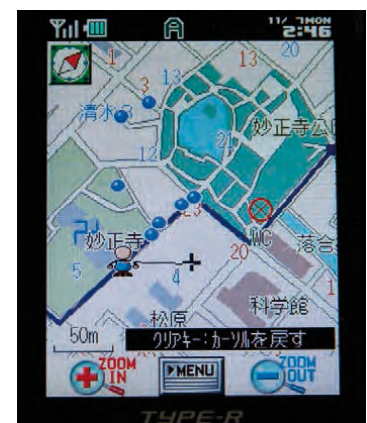 11/ 7MON
2:46
A
1
3
13
13
20
清水3
妙正寺公
21
12
23
妙正寺
WC
落合
20
5
4
科学館
松原
50m
クリアキー:カーソルを戻す
ZOOM IN
MENU
ZOOM OUT
TYPE-R